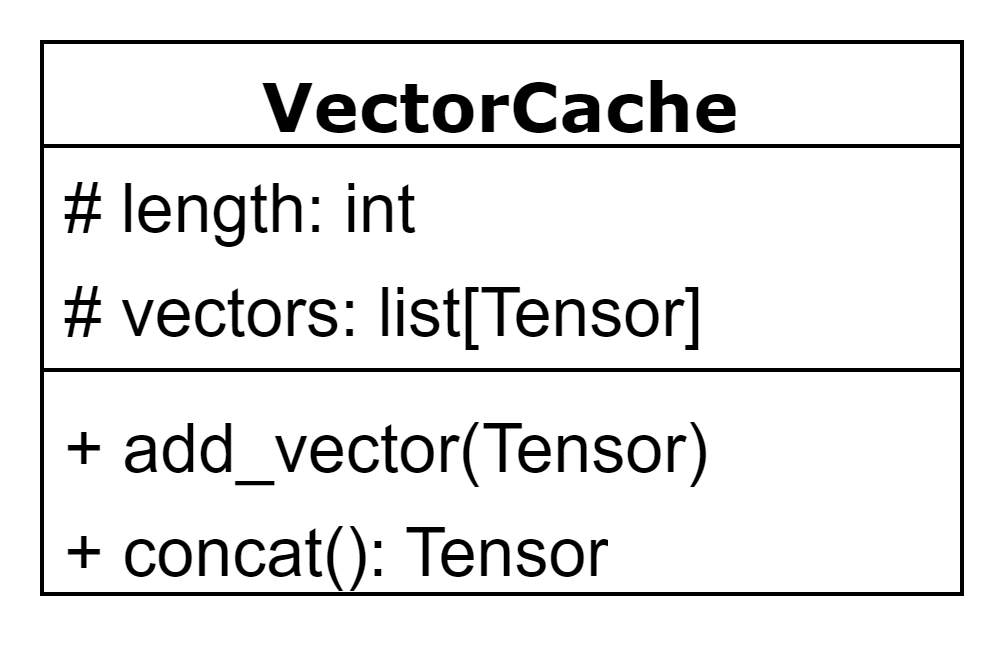 VectorCache
# length: int
# vectors: list[Tensor]
+ add_vector(Tensor)
+ concat(): Tensor